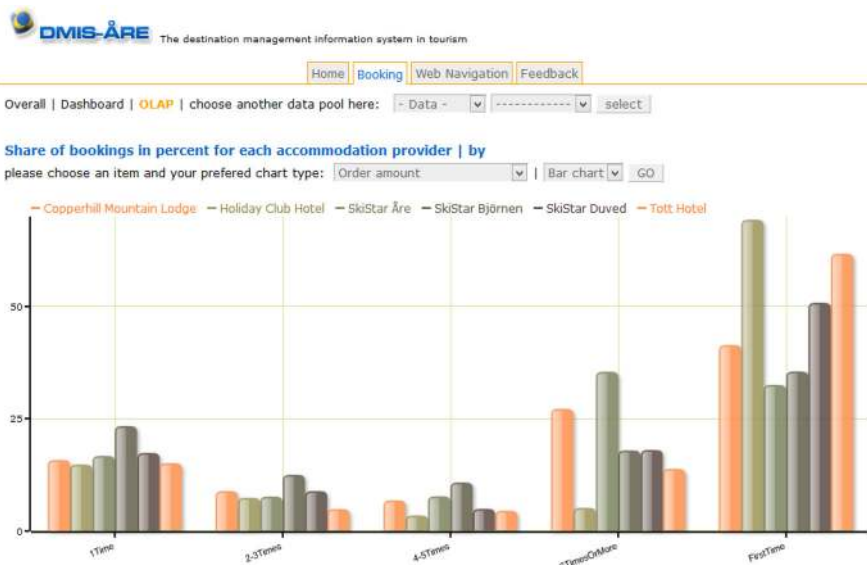 DMIS-ÅRE The destination management information system in tourism
Home Booking Web Navigation Feedback
Overall | Dashboard | OLAP | choose another data pool here: - Data - ------------ select
Share of bookings in percent for each accommodation provider | by
please choose an item and your prefered chart type: Order amount | Bar chart GO
Copperhill Mountain Lodge Holiday Club Hotel SkiStar Åre SkiStar Björnen SkiStar Duved Tott Hotel
50
25
0
1Time 2-3Times 4-5Times TimesOrMore FirstTime